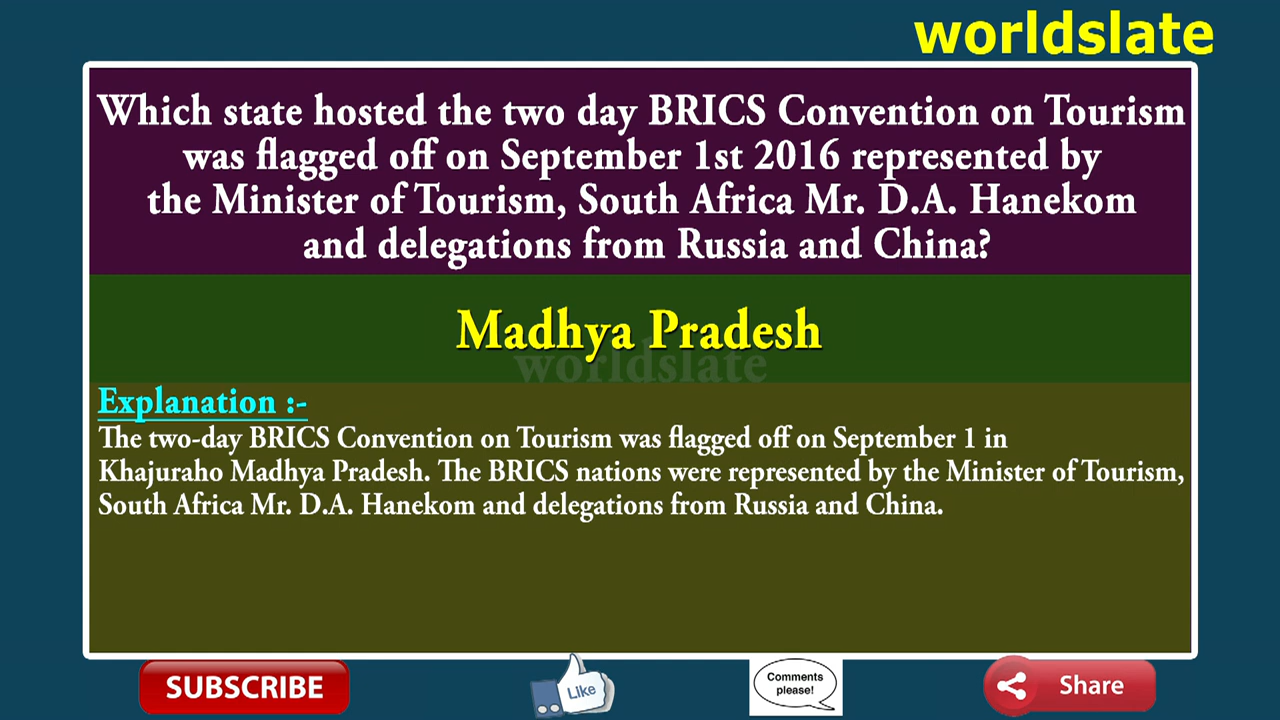 worldslate
Which state hosted the two day BRICS Convention on Tourism
was flagged off on September 1st 2016 represented by
the Minister of Tourism, South Africa Mr. D.A. Hanekom
and delegations from Russia and China?
Madhya Pradesh
worldslate
Explanation :-
The two-day BRICS Convention on Tourism was flagged off on September 1 in
Khajuraho Madhya Pradesh. The BRICS nations were represented by the Minister of Tourism,
South Africa Mr. D.A. Hanekom and delegations from Russia and China.
SUBSCRIBE
Like
Comments
please!
Share